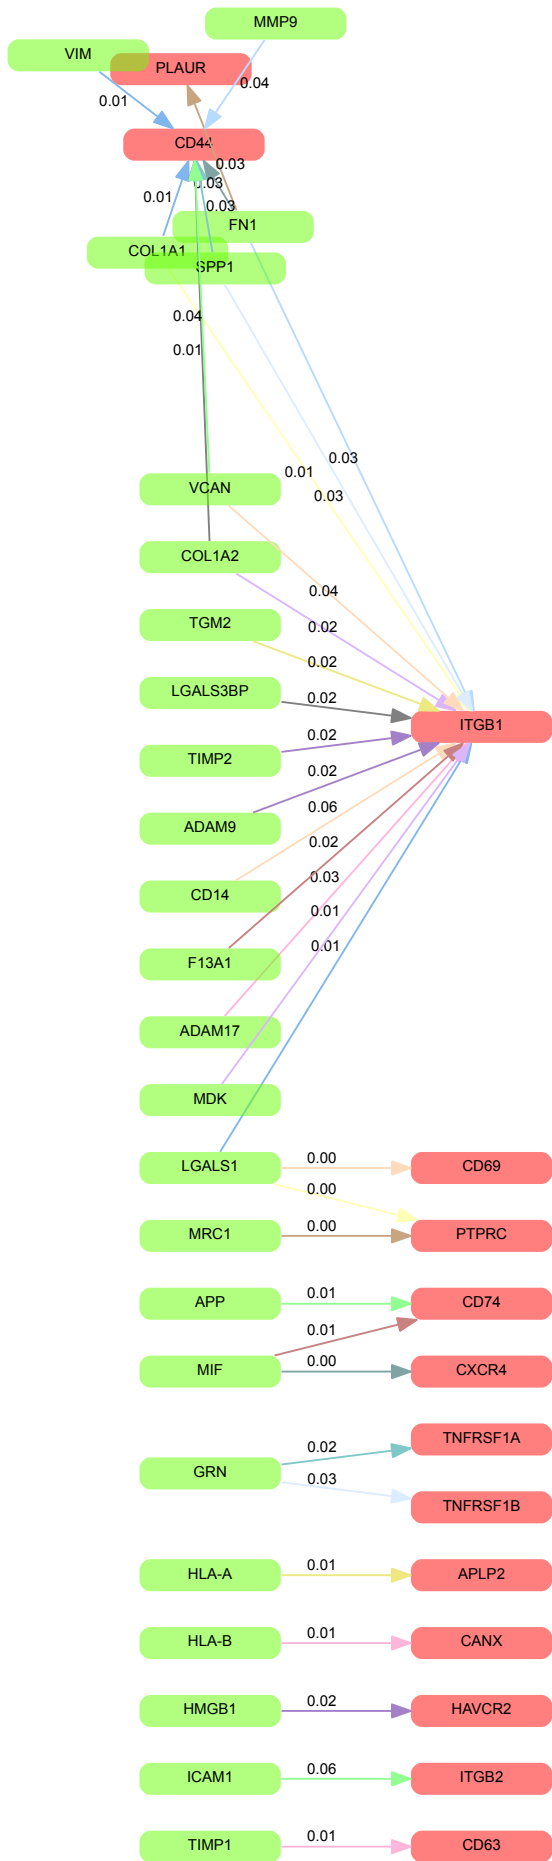 MMP9
VIM
PLAUR
0.04
0.01
CD44
0.03
0.03
0.01
0.03
FN1
COL1A1
SPP1
0.04
0.01
0.03
0.01
0.03
VCAN
COL1A2
0.04
TGM2
0.02
0.02
LGALS3BP
0.02
ITGB1
0.02
TIMP2
0.02
ADAM9
0.06
0.02
CD14
0.03
0.01
0.01
F13A1
ADAM17
MDK
LGALS1
0.00
CD69
0.00
MRC1
0.00
PTPRC
APP
0.01
CD74
0.01
MIF
0.00
CXCR4
TNFRSF1A
0.02
GRN
0.03
TNFRSF1B
HLA-A
0.01
APLP2
HLA-B
0.01
CANX
HMGB1
0.02
HAVCR2
ICAM1
0.06
ITGB2
TIMP1
0.01
CD63